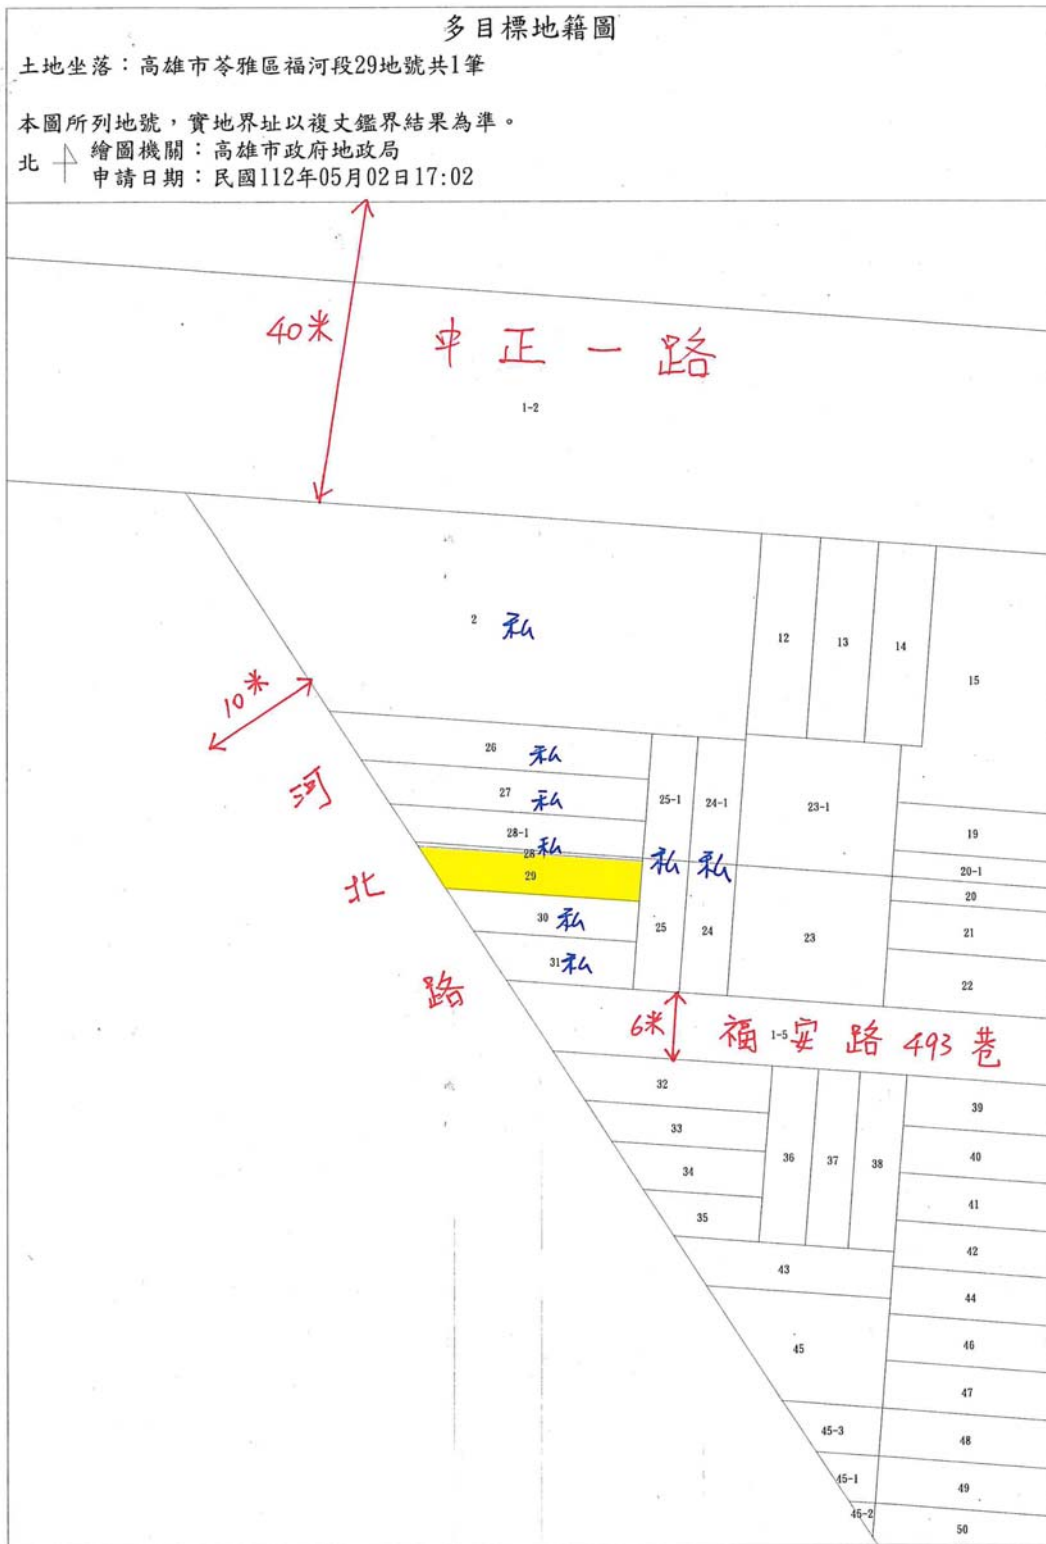 多目標地籍圖
土地坐落：高雄市苓雅區福河段29地號共1筆
本圖所列地號，實地界址以複丈鑑界結果為準。
北 繪圖機關：高雄市政府地政局
申請日期：民國112年05月02日17:02
40米 中正一路
1-2
2 私
12 13 14
15
10米
26 私
27 私
25-1 24-1 23-1
28-1
28 私
私 私
19
20-1
29
20
30 私
25 24 23
21
31 私
22
河北路
6米 福安路493巷
1-5
32
39
33
36 37 38
40
34
41
35
42
43
44
45
46
47
45-3
48
45-1
49
45-2
50